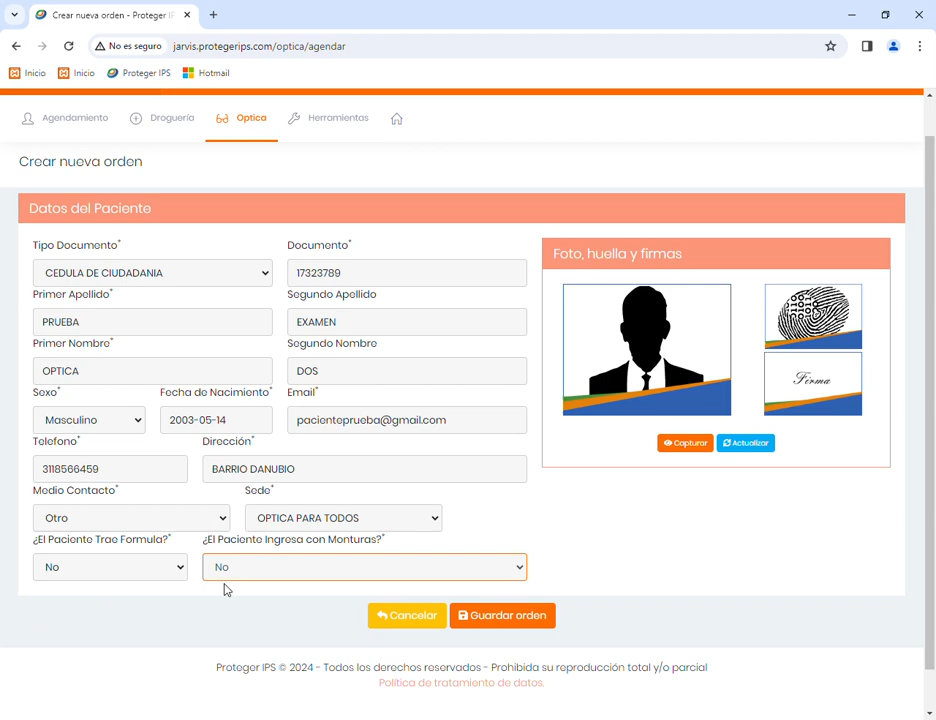 Crear nueva orden - Proteger IP
No es seguro
jarvis.protegerips.com/optica/agendar
Inicio
Inicio
Proteger IPS
Hotmail
Agendamiento
Droguería
Optica
Herramientas
Crear nueva orden
Datos del Paciente
Tipo Documento*
Documento*
CEDULA DE CIUDADANIA
17323789
Primer Apellido*
Segundo Apellido
PRUEBA
EXAMEN
Primer Nombre*
Segundo Nombre
OPTICA
DOS
Sexo*
Fecha de Nacimiento*
Email*
Masculino
2003-05-14
pacienteprueba@gmail.com
Telefono*
Dirección*
3118566459
BARRIO DANUBIO
Medio Contacto*
Sede*
Otro
OPTICA PARA TODOS
¿El Paciente Trae Formula?*
¿El Paciente Ingresa con Monturas?*
No
No
Foto, huella y firmas
Firma
Capturar
Actualizar
Cancelar
Guardar orden
Proteger IPS © 2024 - Todos los derechos reservados - Prohibida su reproducción total y/o parcial
Política de tratamiento de datos.